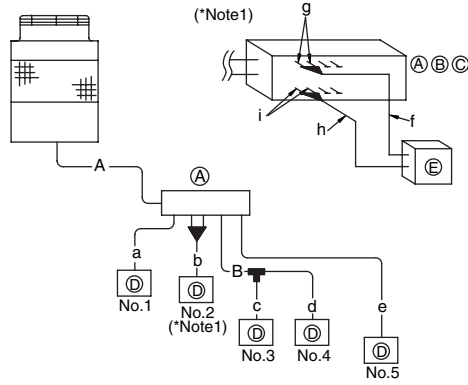 (*Note1)
g
Ⓐ Ⓑ Ⓒ
i
h
f
Ⓔ
A
Ⓐ
a
b
B
c
d
e
Ⓓ
No.1
Ⓓ
No.2
(*Note1)
Ⓓ
No.3
Ⓓ
No.4
Ⓓ
No.5